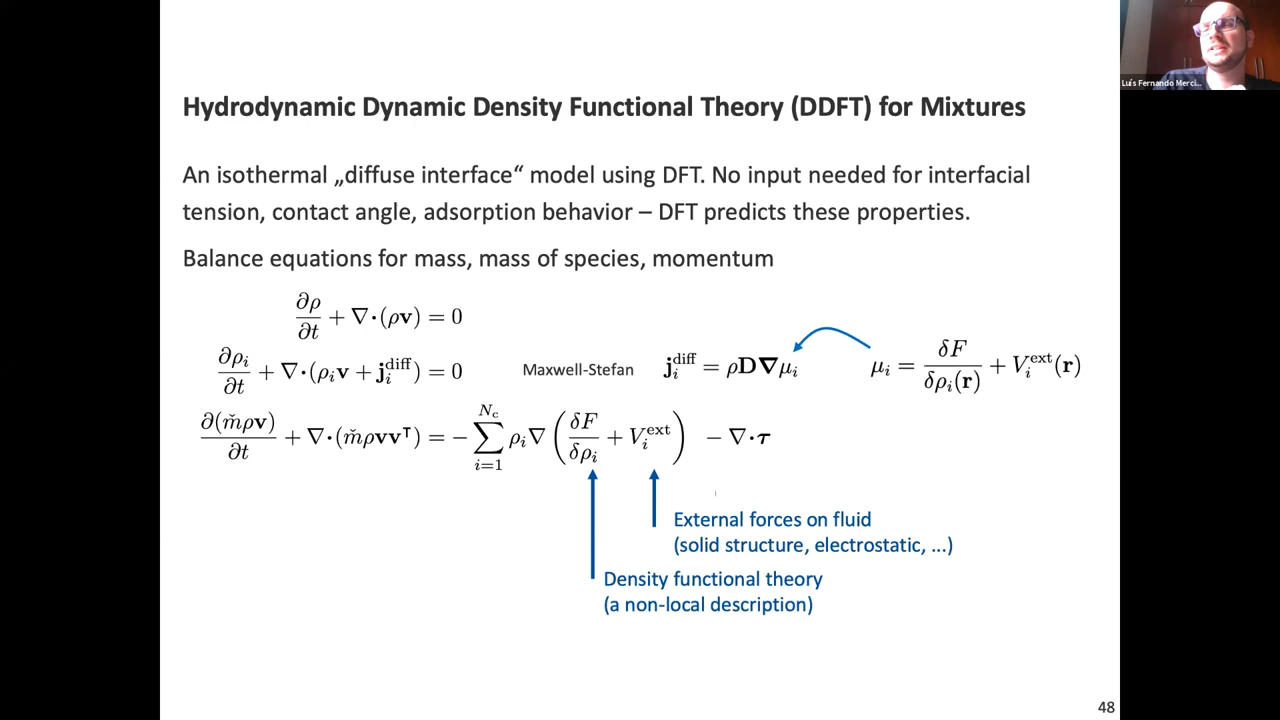 Luís Fernando Merci...
Hydrodynamic Dynamic Density Functional Theory (DDFT) for Mixtures
An isothermal „diffuse interface“ model using DFT. No input needed for interfacial
tension, contact angle, adsorption behavior – DFT predicts these properties.
Balance equations for mass, mass of species, momentum
∂ρ/∂t + ∇·(ρv) = 0
∂ρᵢ/∂t + ∇·(ρᵢv + jᵢ^diff) = 0 Maxwell-Stefan jᵢ^diff = ρD∇μᵢ μᵢ = δF/δρᵢ(r) + Vᵢ^ext(r)
∂(m̌ρv)/∂t + ∇·(m̌ρvv^⊤) = −∑_{i=1}^{N_c} ρᵢ∇(δF/δρᵢ + Vᵢ^ext) − ∇·τ
External forces on fluid
(solid structure, electrostatic, ...)
Density functional theory
(a non-local description)
48